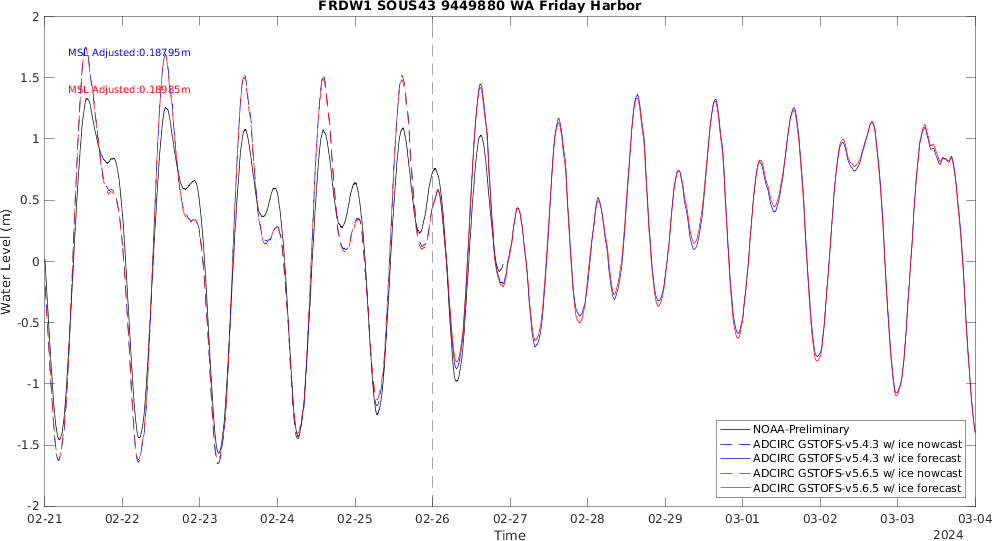 FRDW1 SOUS43 9449880 WA Friday Harbor
2
1.5
1
0.5
0
-0.5
-1
-1.5
-2
Water Level (m)
MSL Adjusted:0.18795m
MSL Adjusted:0.18985m
NOAA-Preliminary
ADCIRC GSTOFS-v5.4.3 w/ ice nowcast
ADCIRC GSTOFS-v5.4.3 w/ ice forecast
ADCIRC GSTOFS-v5.6.5 w/ ice nowcast
ADCIRC GSTOFS-v5.6.5 w/ ice forecast
02-21 02-22 02-23 02-24 02-25 02-26 02-27 02-28 02-29 03-01 03-02 03-03 03-04
Time
2024